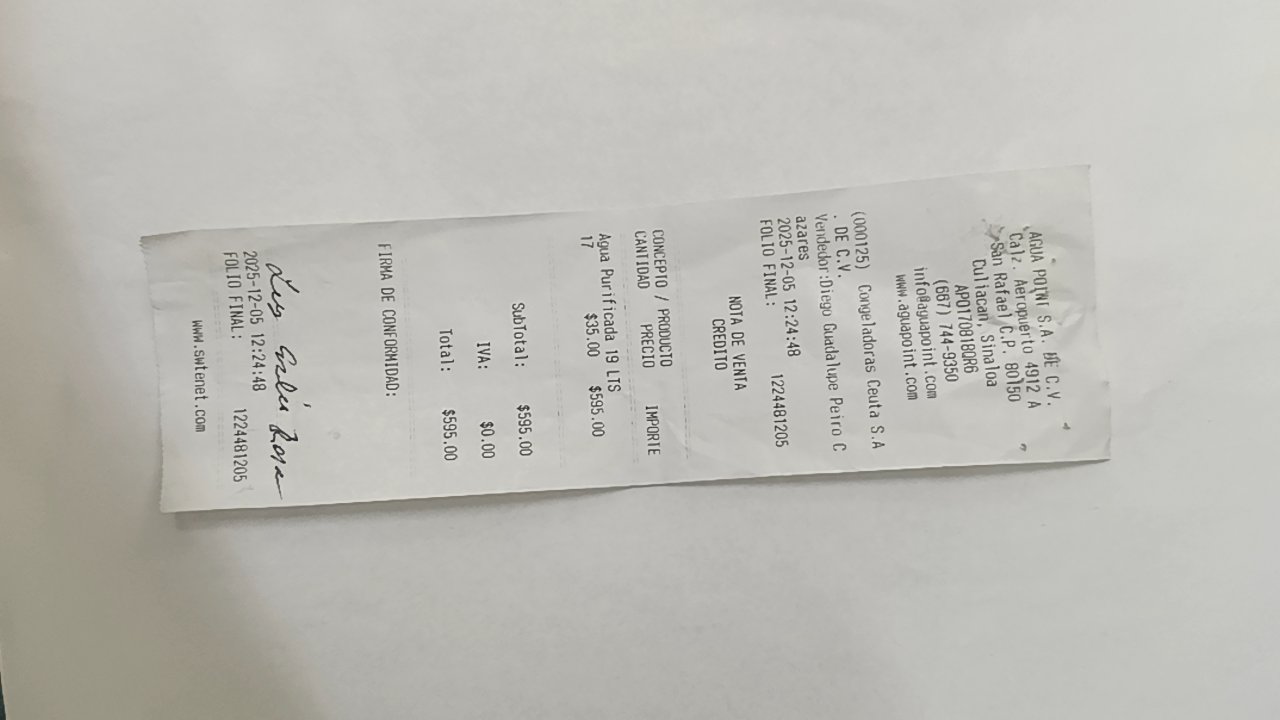 AGUA POINT S.A. DE C.V.
Calz. Aeropuerto 4912 A
San Rafael C.P. 80150
Culiacan, Sinaloa
APO1708180R6
(667) 744-9350
info@aguapoint.com
www.aguapoint.com
(000125) Congeladoras Ceuta S.A
. DE C.V.
Vendedor:Diego Guadalupe Peiro C
azares
2025-12-05 12:24:48
FOLIO FINAL: 1224481205
NOTA DE VENTA
CREDITO
CONCEPTO / PRODUCTO
CANTIDAD PRECIO IMPORTE
Agua Purificada 19 LTS
17 $35.00 $595.00
SubTotal: $595.00
IVA: $0.00
Total: $595.00
FIRMA DE CONFORMIDAD:
2025-12-05 12:24:48
FOLIO FINAL: 1224481205
www.swtenet.com